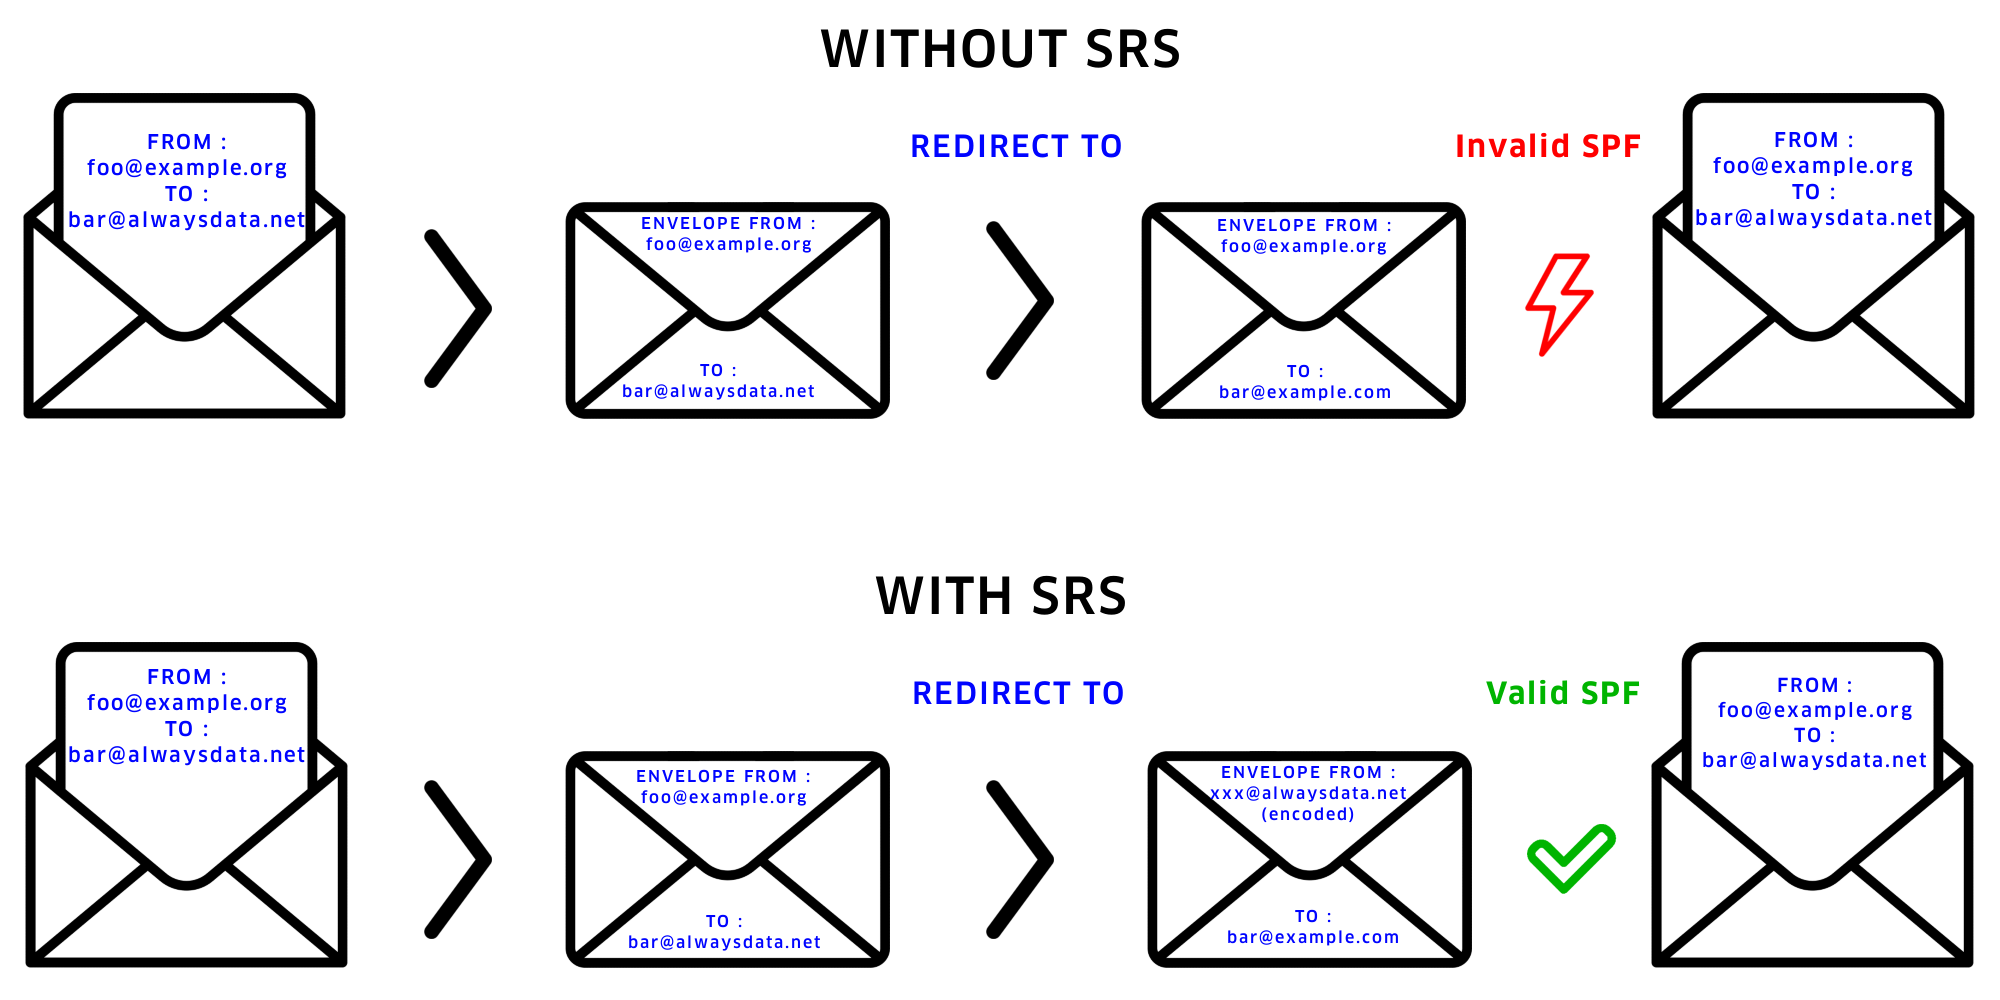 WITHOUT SRS
FROM :
foo@example.org
TO :
bar@alwaysdata.net
ENVELOPE FROM :
foo@example.org
TO :
bar@alwaysdata.net
REDIRECT TO
ENVELOPE FROM :
foo@example.org
TO :
bar@example.com
Invalid SPF
FROM :
foo@example.org
TO :
bar@alwaysdata.net
WITH SRS
FROM :
foo@example.org
TO :
bar@alwaysdata.net
ENVELOPE FROM :
foo@example.org
TO :
bar@alwaysdata.net
REDIRECT TO
ENVELOPE FROM :
xxx@alwaysdata.net
(encoded)
TO :
bar@example.com
Valid SPF
FROM :
foo@example.org
TO :
bar@alwaysdata.net